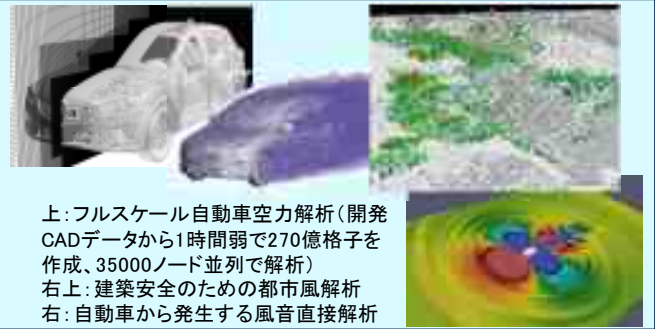 上：フルスケール自動車空力解析（開発
CADデータから1時間弱で270億格子を
作成、35000ノード並列で解析）
右上：建築安全のための都市風解析
右：自動車から発生する風音直接解析